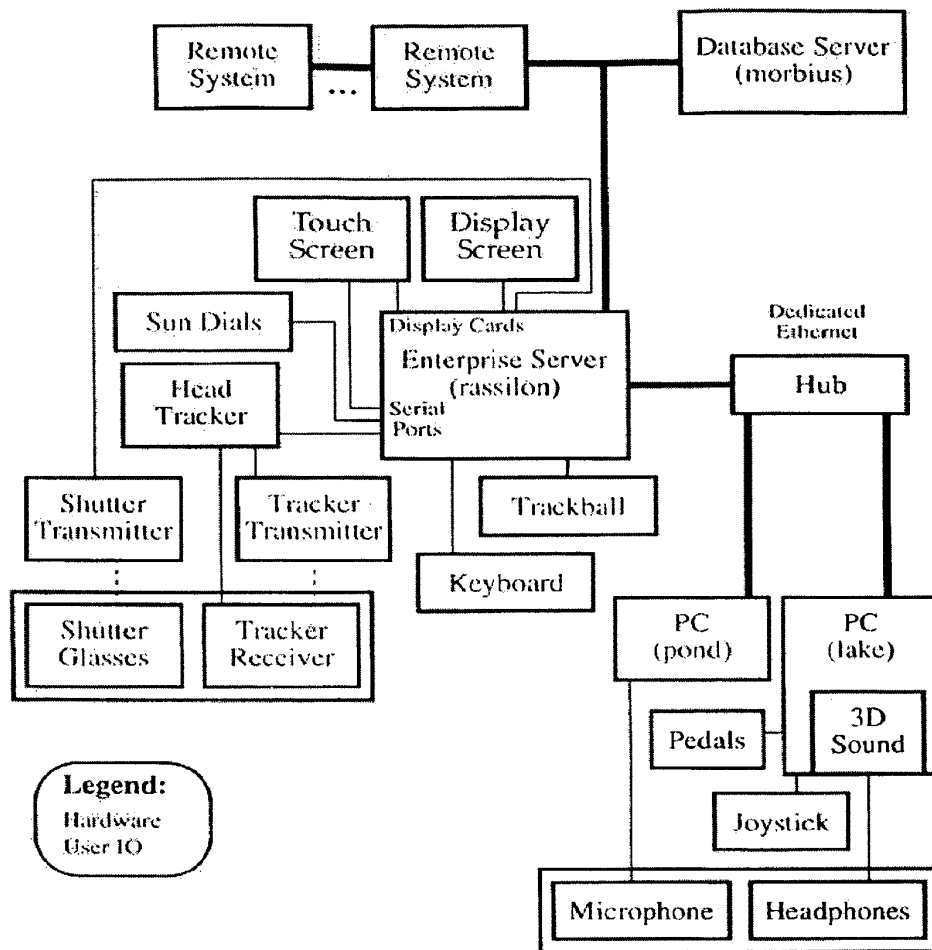 Remote
System
...
Remote
System
Database Server
(morbius)
Touch
Screen
Display
Screen
Sun Dials
Display Cards
Enterprise Server
(rassilon)
Serial
Ports
Dedicated
Ethernet
Hub
Head
Tracker
Shutter
Transmitter
Tracker
Transmitter
Trackball
Keyboard
Shutter
Glasses
Tracker
Receiver
PC
(pond)
PC
(lake)
3D
Sound
Pedals
Joystick
Legend:
Hardware
User IO
Microphone
Headphones